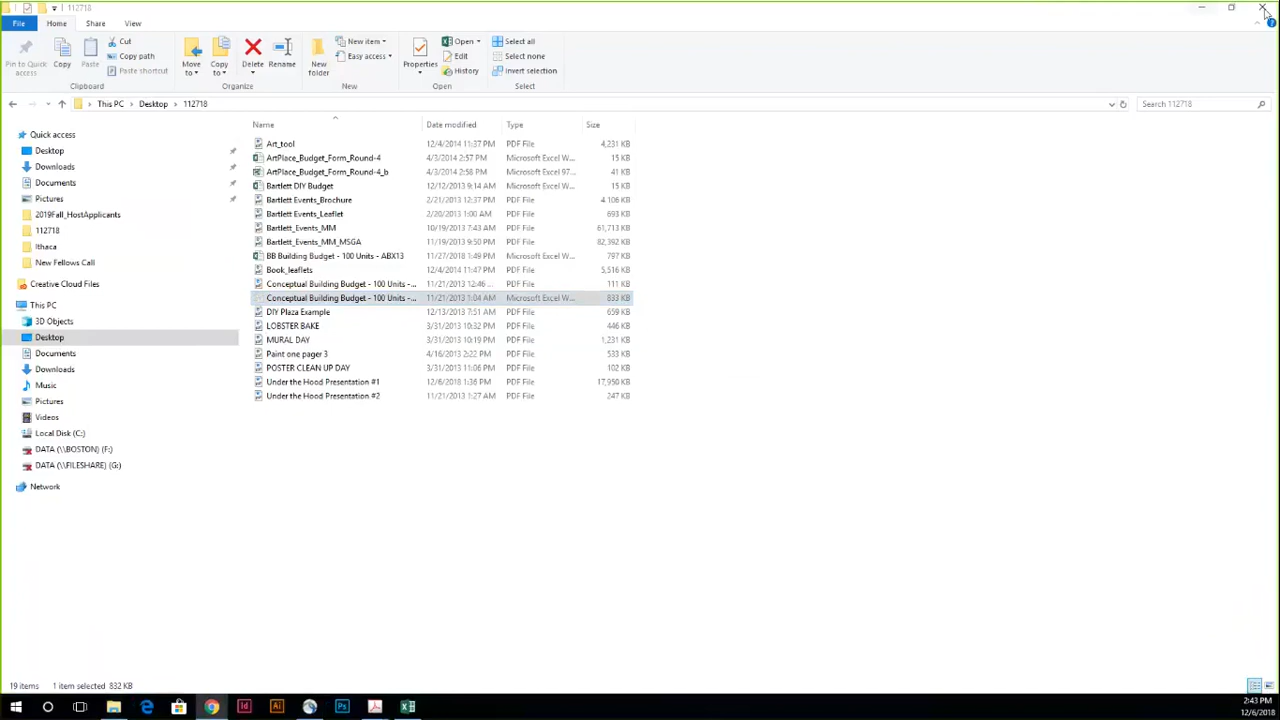 112718
File Home Share View
Pin to Quick access
Copy
Paste
Cut
Copy path
Paste shortcut
Clipboard
Move to
Copy to
Delete
Rename
Organize
New folder
New item
Easy access
New
Properties
Open
Edit
History
Open
Select all
Select none
Invert selection
Select
This PC Desktop 112718
Search 112718
Quick access
Desktop
Downloads
Documents
Pictures
2019Fall_HostApplicants
112718
Ithaca
New Fellows Call
Creative Cloud Files
This PC
3D Objects
Desktop
Documents
Downloads
Music
Pictures
Videos
Local Disk (C:)
DATA (\\BOSTON) (F:)
DATA (\\FILESHARE) (G:)
Network
Name Date modified Type Size
Art_tool 12/4/2014 11:37 PM PDF File 4,231 KB
ArtPlace_Budget_Form_Round-4 4/3/2014 2:57 PM Microsoft Excel W... 15 KB
ArtPlace_Budget_Form_Round-4_b 4/3/2014 2:58 PM Microsoft Excel 97... 41 KB
Bartlett DIY Budget 12/12/2013 9:14 AM Microsoft Excel W... 15 KB
Bartlett Events_Brochure 2/21/2013 12:37 PM PDF File 4,106 KB
Bartlett Events_Leaflet 2/20/2013 1:00 AM PDF File 693 KB
Bartlett_Events_MM 10/19/2013 7:43 AM PDF File 61,713 KB
Bartlett_Events_MM_MSGA 11/19/2013 9:50 PM PDF File 82,392 KB
BB Building Budget - 100 Units - ABX13 11/27/2018 1:49 PM Microsoft Excel W... 797 KB
Book_leaflets 12/4/2014 11:47 PM PDF File 5,516 KB
Conceptual Building Budget - 100 Units -... 11/21/2013 12:46 ... PDF File 111 KB
Conceptual Building Budget - 100 Units -... 11/21/2013 1:04 AM Microsoft Excel W... 833 KB
DIY Plaza Example 12/13/2013 7:51 AM PDF File 659 KB
LOBSTER BAKE 3/31/2013 10:32 PM PDF File 446 KB
MURAL DAY 3/31/2013 10:19 PM PDF File 1,231 KB
Paint one pager 3 4/16/2013 2:22 PM PDF File 533 KB
POSTER CLEAN UP DAY 3/31/2013 11:06 PM PDF File 102 KB
Under the Hood Presentation #1 12/6/2018 1:36 PM PDF File 17,950 KB
Under the Hood Presentation #2 11/21/2013 1:27 AM PDF File 247 KB
19 items 1 item selected 832 KB
2:43 PM
12/6/2018